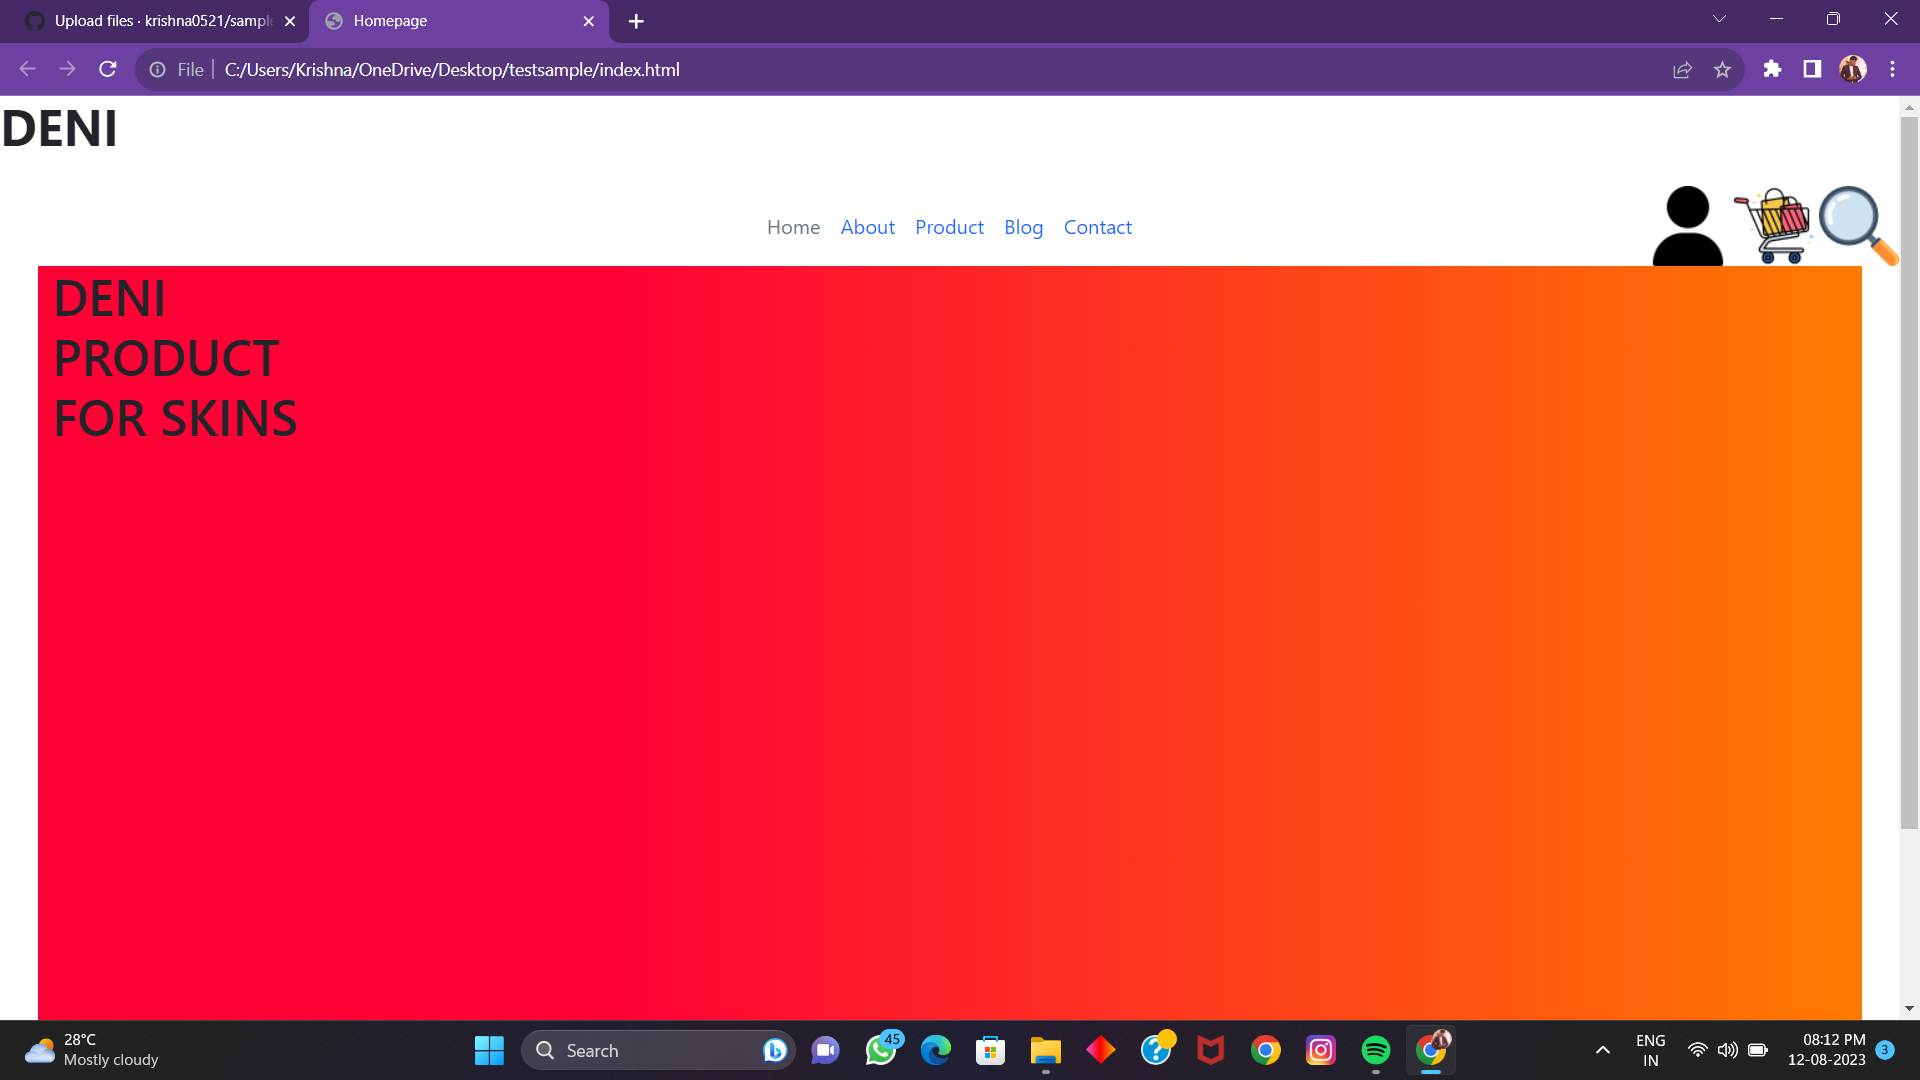 Upload files · krishna0521/sample
Homepage
File
C:/Users/Krishna/OneDrive/Desktop/testsample/index.html
DENI
Home About Product Blog Contact
DENI
PRODUCT
FOR SKINS
28°C
Mostly cloudy
Search
45
ENG
IN
08:12 PM
12-08-2023
3